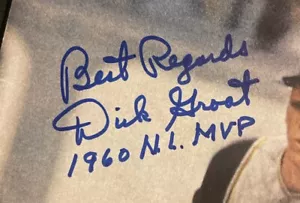 Best Regards
Dick Groat
1960 N.L. MVP